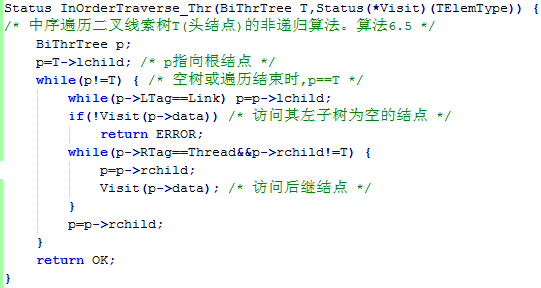 Status InOrderTraverse_Thr(BiThrTree T,Status(*Visit)(TElemType)) {
/* 中序遍历二叉线索树T(头结点)的非递归算法。算法6.5 */
    BiThrTree p;
    p=T->lchild; /* p指向根结点 */
    while(p!=T) { /* 空树或遍历结束时,p==T */
        while(p->LTag==Link) p=p->lchild;
        if(!Visit(p->data)) /* 访问其左子树为空的结点 */
            return ERROR;
        while(p->RTag==Thread&&p->rchild!=T) {
            p=p->rchild;
            Visit(p->data); /* 访问后继结点 */
        }
        p=p->rchild;
    }
    return OK;
}